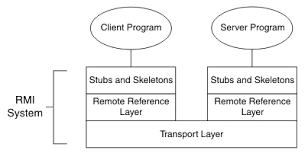 Client Program
Server Program
Stubs and Skeletons
Stubs and Skeletons
RMI
System
Remote Reference
Layer
Remote Reference
Layer
Transport Layer